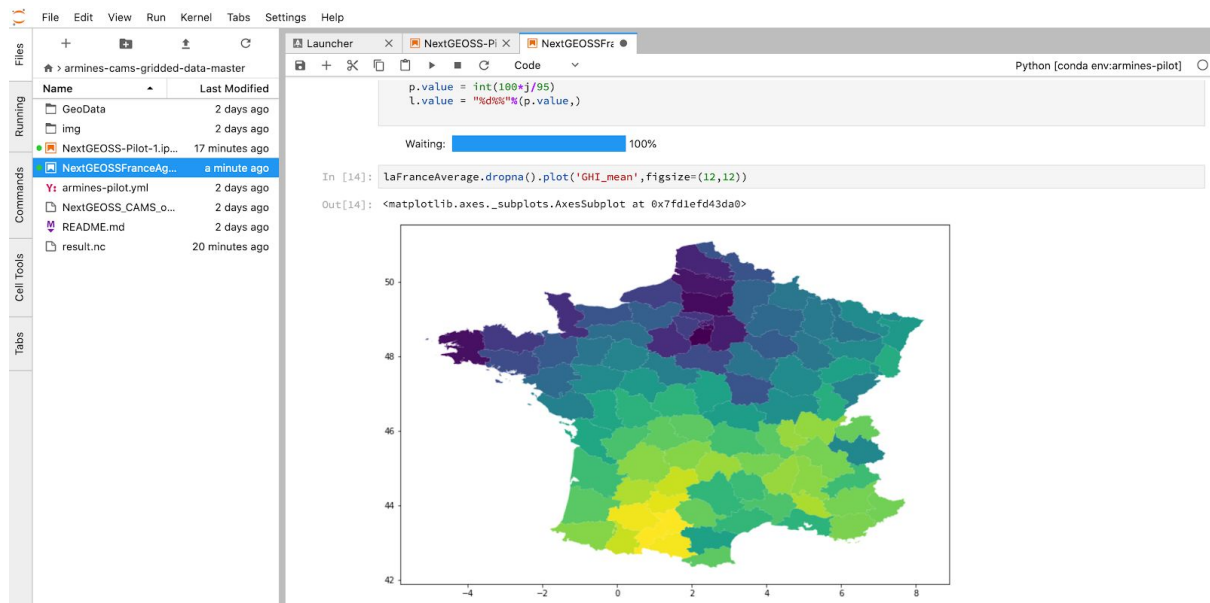 File Edit View Run Kernel Tabs Settings Help
Files
Running
Commands
Cell Tools
Tabs
armines-cams-gridded-data-master
Name Last Modified
GeoData 2 days ago
img 2 days ago
NextGEOSS-Pilot-1.ip... 17 minutes ago
NextGEOSSFranceAg... a minute ago
Y: armines-pilot.yml 2 days ago
NextGEOSS_CAMS_o... 2 days ago
README.md 2 days ago
result.nc 20 minutes ago
Launcher NextGEOSS-Pi NextGEOSSFra
Code Python [conda env:armines-pilot]
p.value = int(100*j/95)
l.value = "%d%%"%(p.value,)
Waiting: 100%
In [14]: laFranceAverage.dropna().plot('GHI_mean',figsize=(12,12))
Out[14]: <matplotlib.axes._subplots.AxesSubplot at 0x7fd1efd43da0>
50
48
46
44
42
−4 −2 0 2 4 6 8